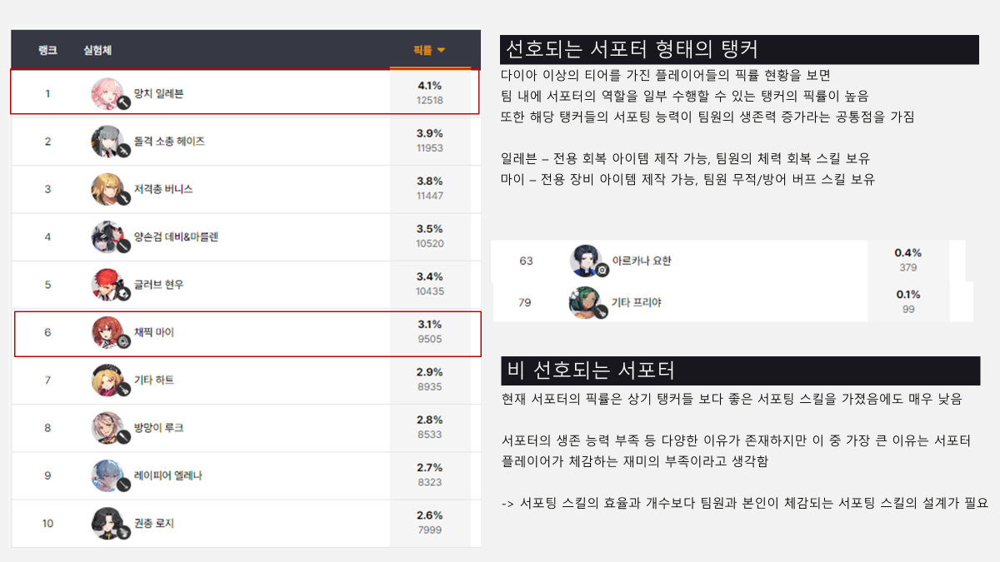 랭크 실험체 픽률
1 망치 일레븐 4.1%
12518
2 돌격 소총 헤이즈 3.9%
11953
3 저격총 버니스 3.8%
11447
4 양손검 데비&마를렌 3.5%
10520
5 글러브 현우 3.4%
10435
6 채찍 마이 3.1%
9505
7 기타 하트 2.9%
8935
8 방망이 루크 2.8%
8533
9 레이피어 엘레나 2.7%
8323
10 권총 로지 2.6%
7999
선호되는 서포터 형태의 탱커
다이아 이상의 티어를 가진 플레이어들의 픽률 현황을 보면
팀 내에 서포터의 역할을 일부 수행할 수 있는 탱커의 픽률이 높음
또한 해당 탱커들의 서포팅 능력이 팀원의 생존력 증가라는 공통점을 가짐
일레븐 – 전용 회복 아이템 제작 가능, 팀원의 체력 회복 스킬 보유
마이 – 전용 장비 아이템 제작 가능, 팀원 무적/방어 버프 스킬 보유
63 아르카나 요한 0.4%
379
79 기타 프리야 0.1%
99
비 선호되는 서포터
현재 서포터의 픽률은 상기 탱커들 보다 좋은 서포팅 스킬을 가졌음에도 매우 낮음
서포터의 생존 능력 부족 등 다양한 이유가 존재하지만 이 중 가장 큰 이유는 서포터
플레이어가 체감하는 재미의 부족이라고 생각함
-> 서포팅 스킬의 효율과 개수보다 팀원과 본인이 체감되는 서포팅 스킬의 설계가 필요